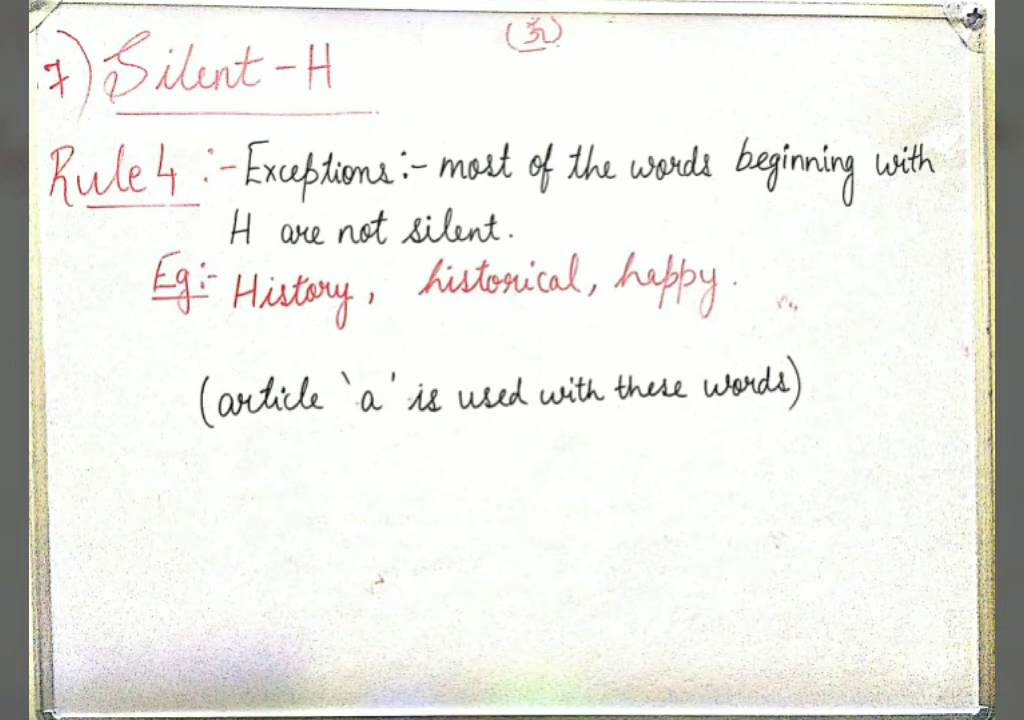 (ॐ)
7) Silent - H
Rule 4 :- Exceptions :- most of the words beginning with
H are not silent.
Eg:- History, historical, happy.
(article 'a' is used with these words)